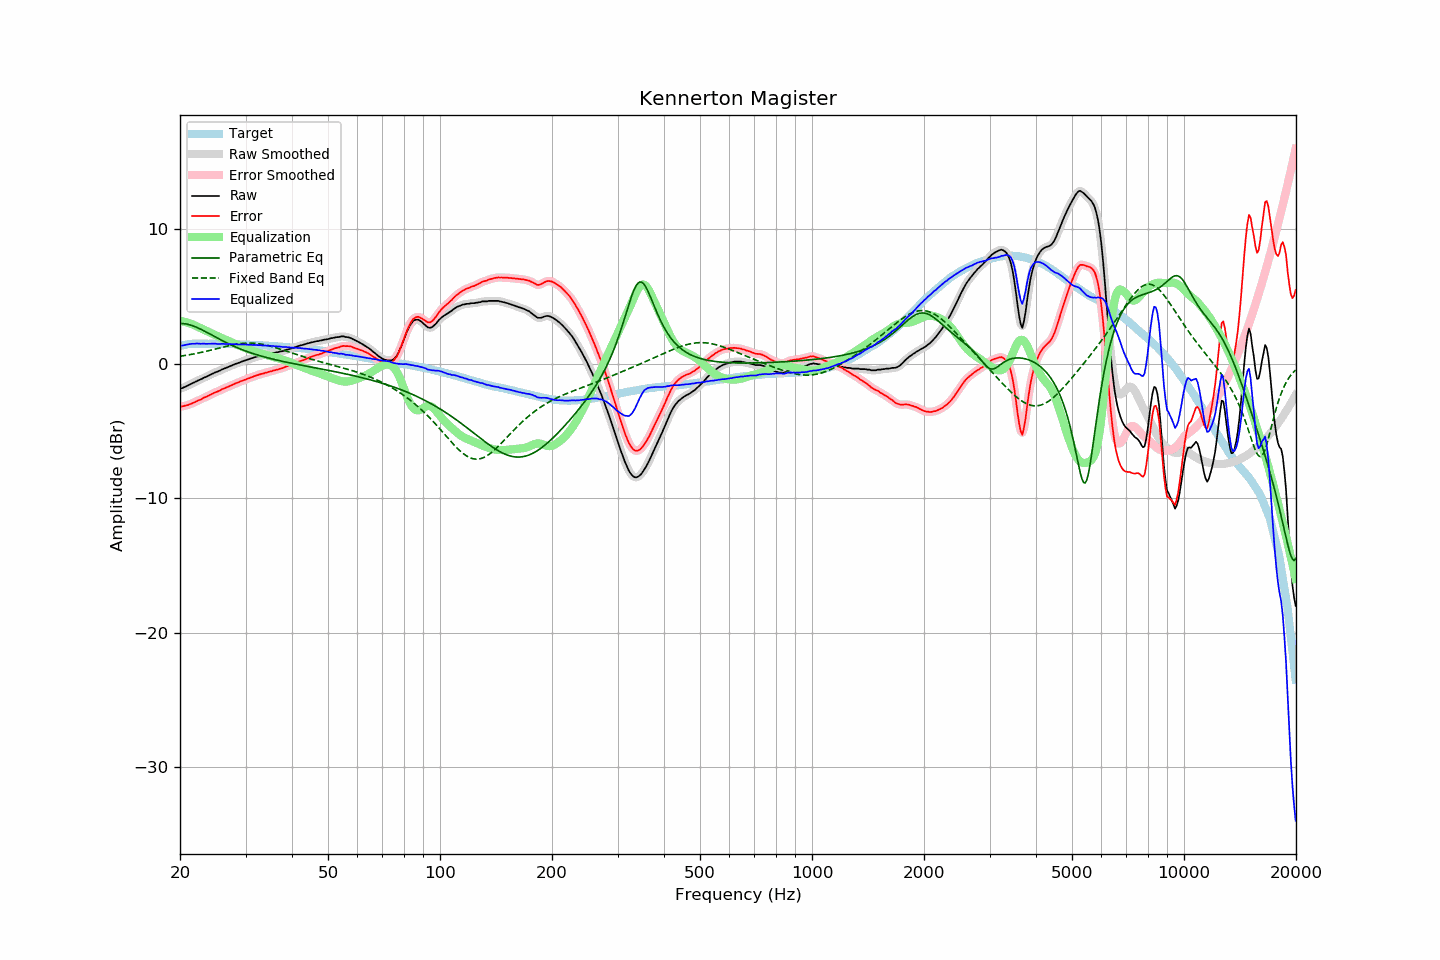 Kennerton Magister
Target
Raw Smoothed
Error Smoothed
Raw
Error
Equalization
Parametric Eq
Fixed Band Eq
Equalized
10
0
−10
−20
−30
Amplitude (dBr)
20 50 100 200 500 1000 2000 5000 10000 20000
Frequency (Hz)